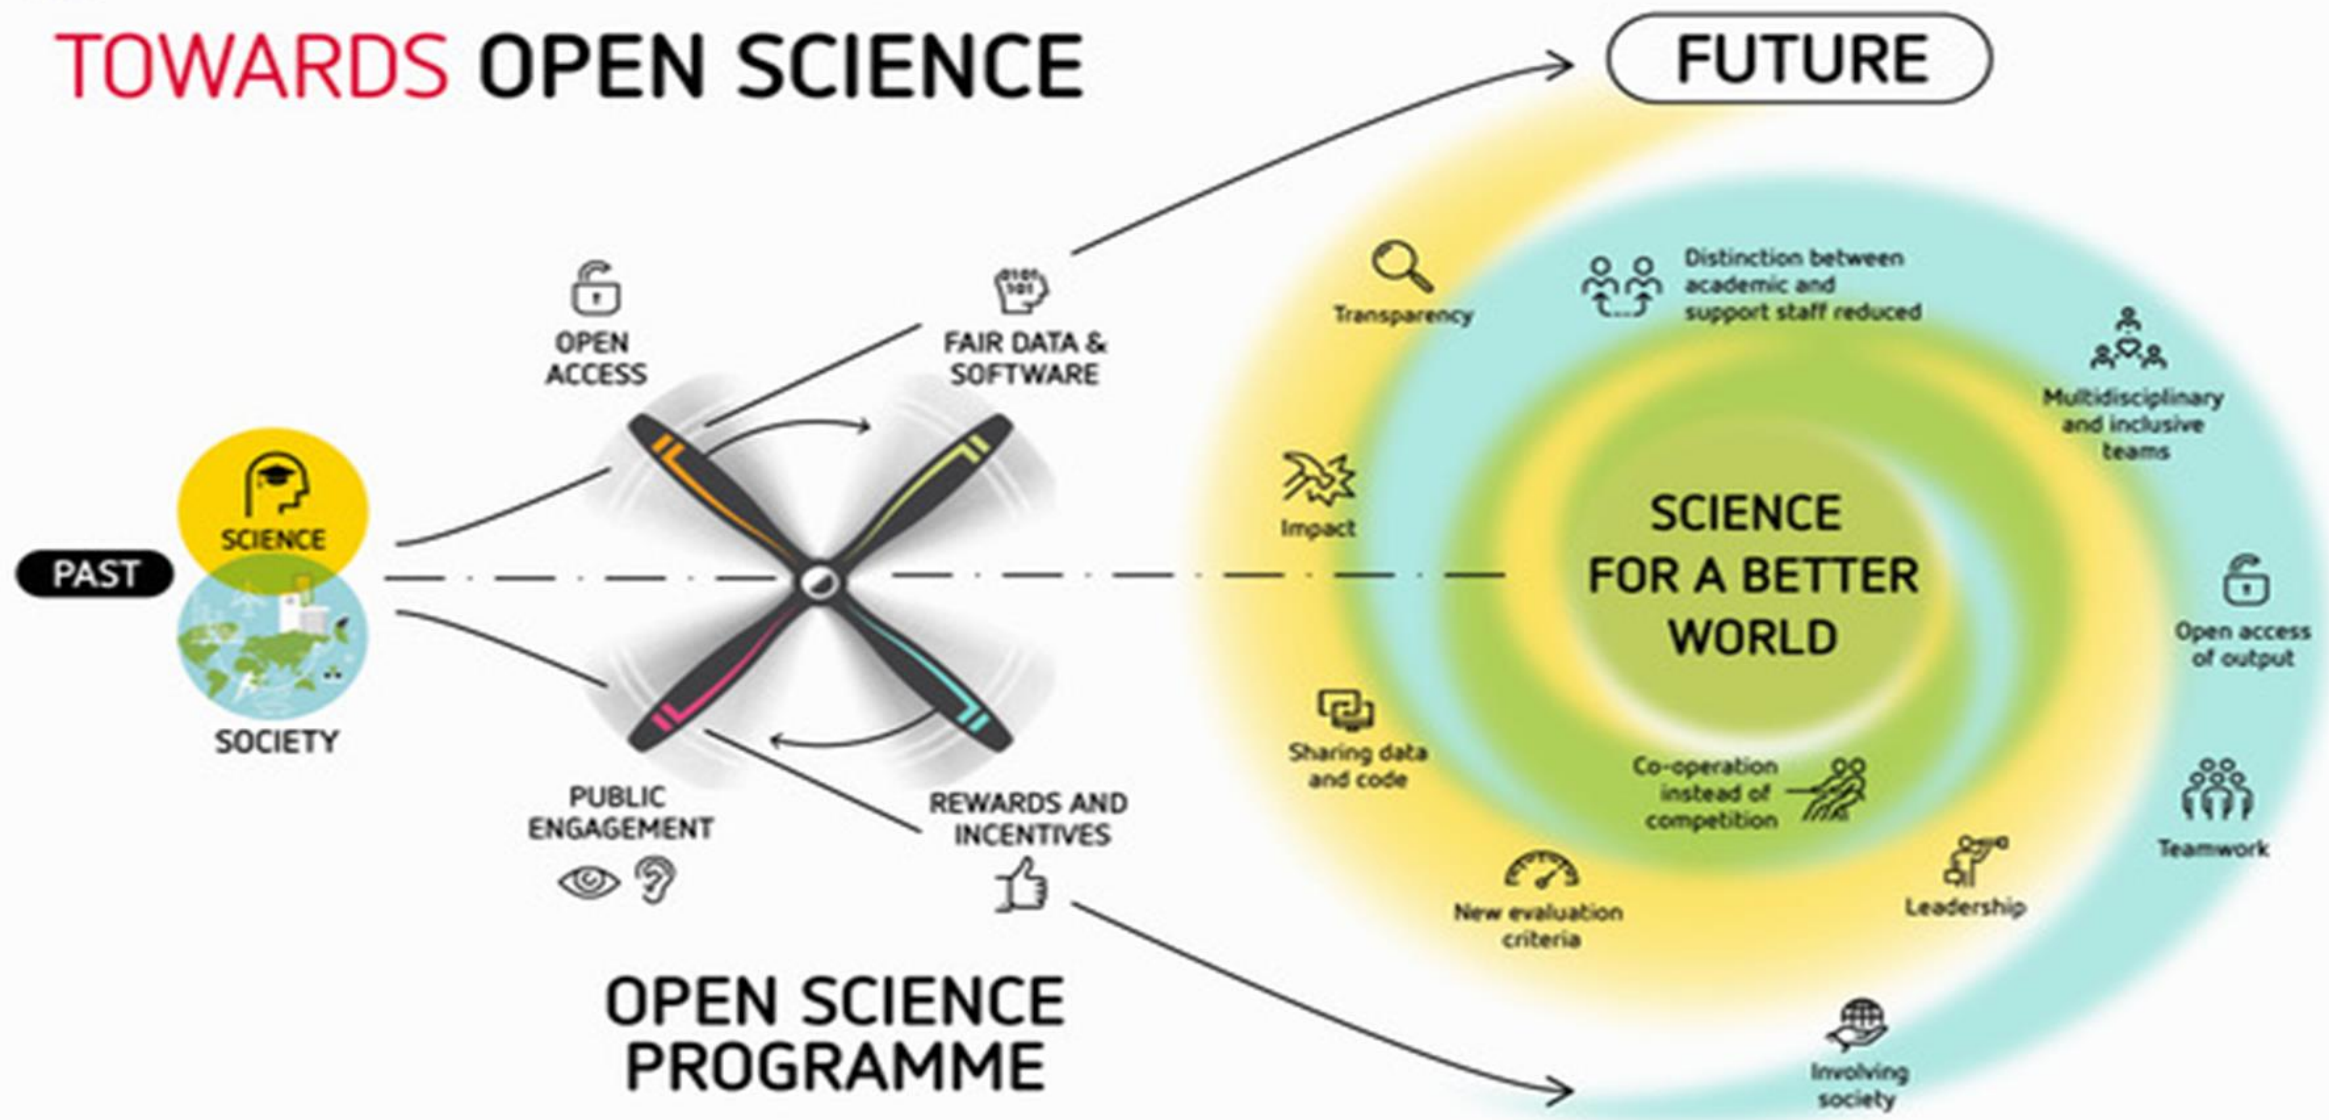 TOWARDS OPEN SCIENCE
FUTURE
PAST
SCIENCE
SOCIETY
OPEN
ACCESS
0101
101
FAIR DATA &
SOFTWARE
PUBLIC
ENGAGEMENT
REWARDS AND
INCENTIVES
OPEN SCIENCE
PROGRAMME
Transparency
Distinction between
academic and
support staff reduced
Multidisciplinary
and inclusive
teams
Impact
SCIENCE
FOR A BETTER
WORLD
Open access
of output
Sharing data
and code
Co-operation
instead of
competition
Teamwork
New evaluation
criteria
Leadership
Involving
society